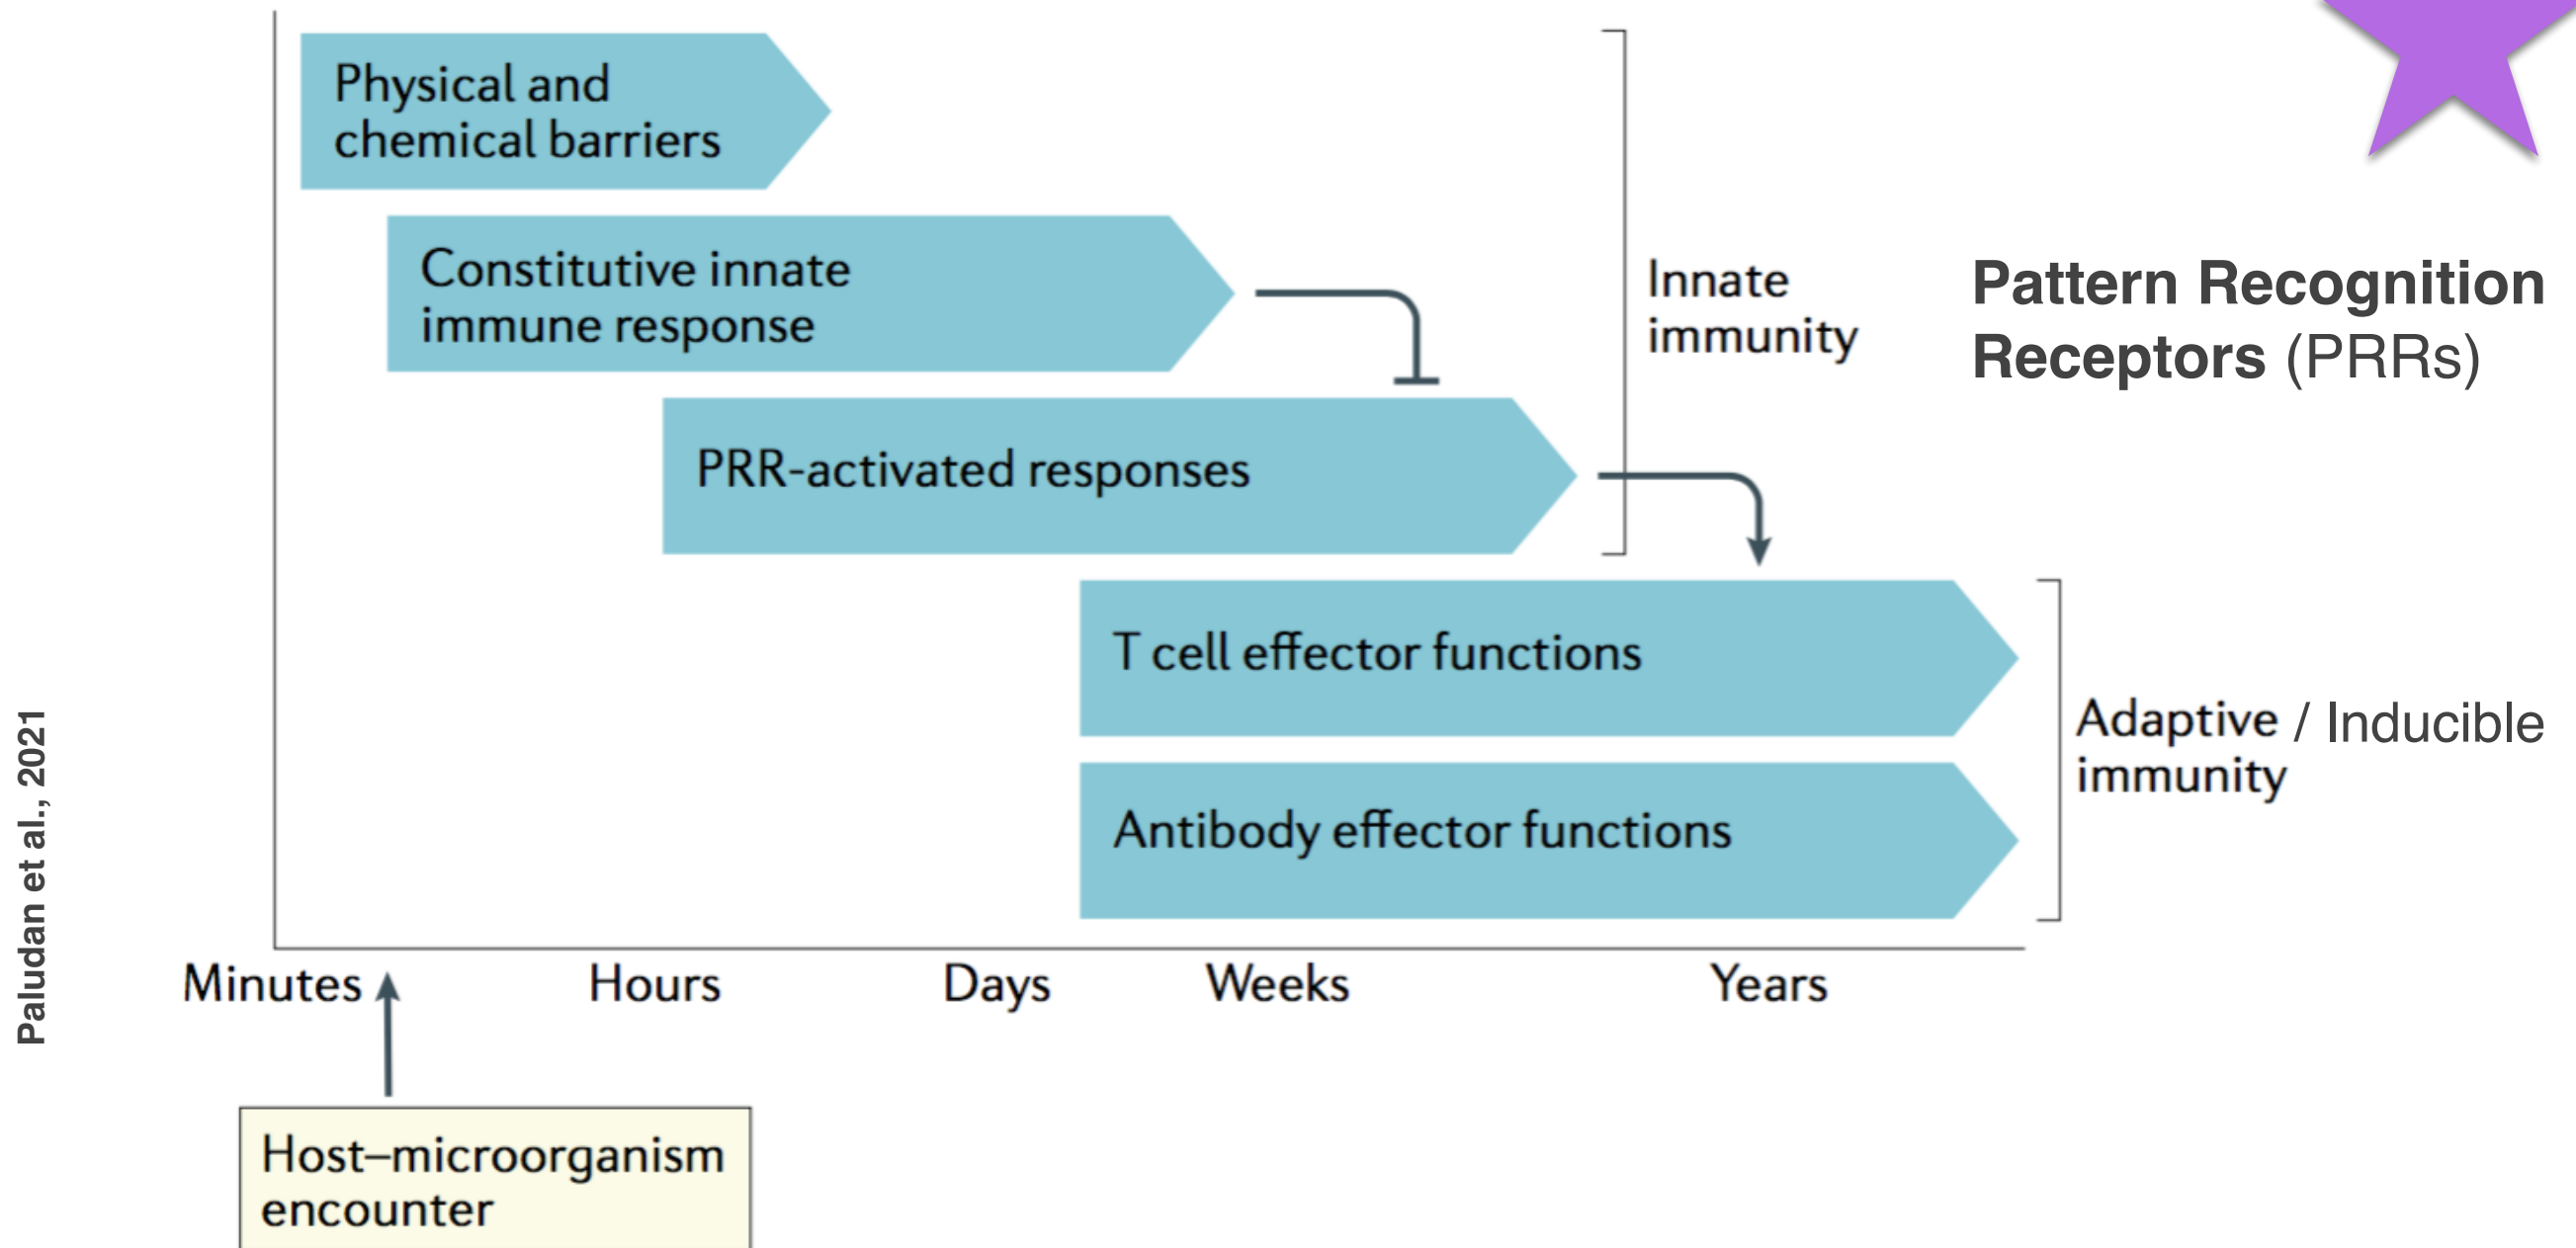 Physical and
chemical barriers
Constitutive innate
immune response
Innate
immunity
Pattern Recognition
Receptors (PRRs)
PRR-activated responses
T cell effector functions
Adaptive / Inducible
immunity
Antibody effector functions
Minutes
Hours
Days
Weeks
Years
Host–microorganism
encounter
Paludan et al., 2021